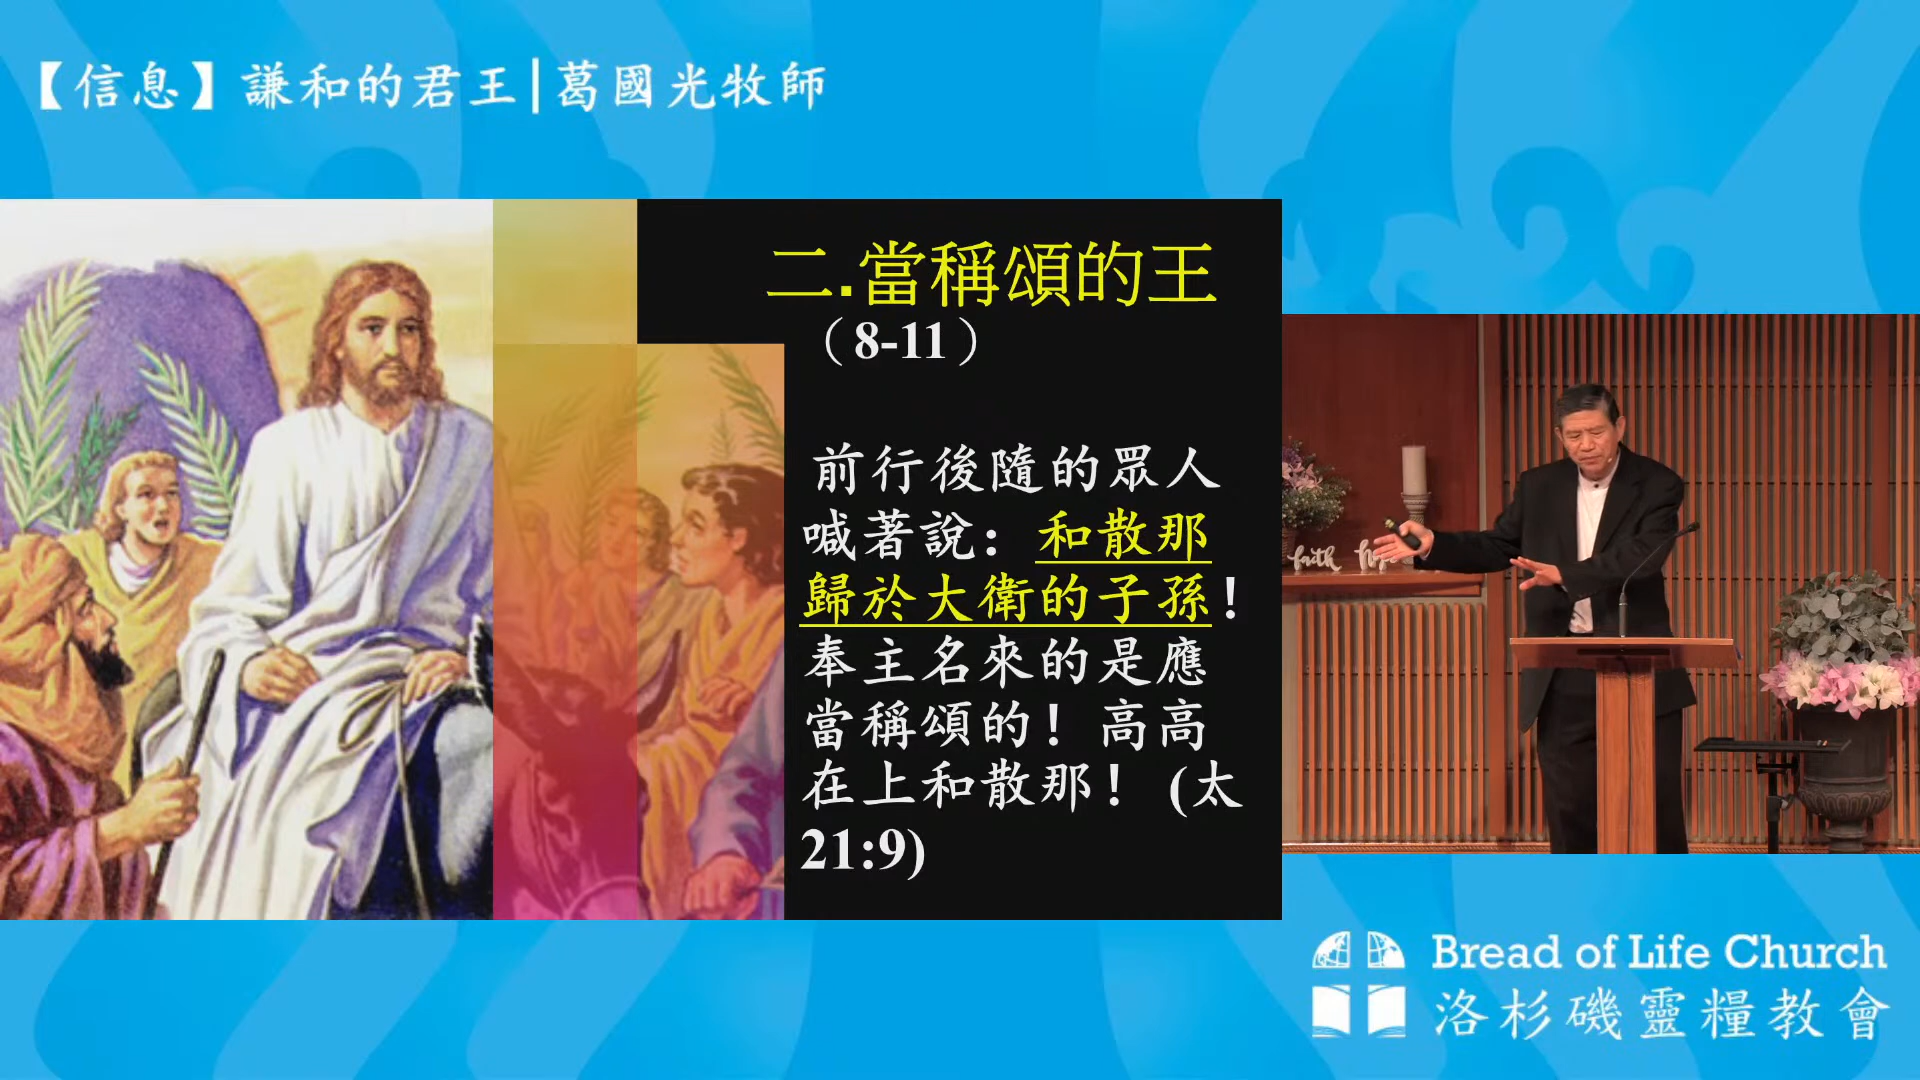 【信息】謙和的君王|葛國光牧師
二.當稱頌的王
（8-11）
前行後隨的眾人
喊著說：和散那
歸於大衛的子孫！
奉主名來的是應
當稱頌的！高高
在上和散那！(太
21:9)
faith
Bread of Life Church
洛杉磯靈糧教會